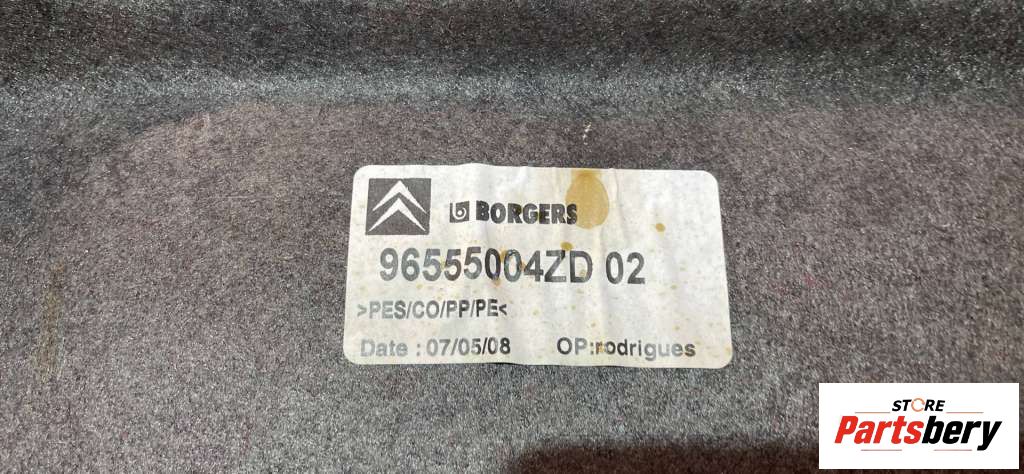 BORGERS
96555004ZD 02
>PES/CO/PP/PE<
Date : 07/05/08 OP:rodrigues
STORE
Partsbery